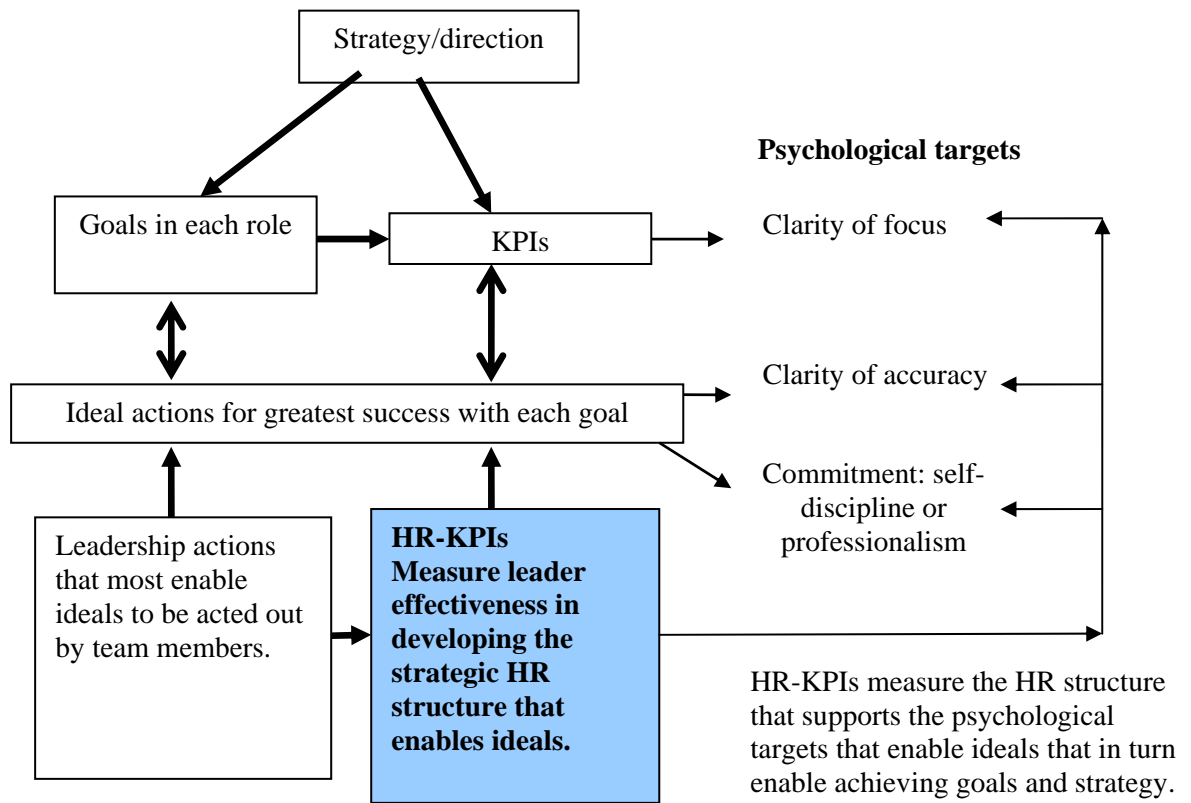 Strategy/direction
Psychological targets
Goals in each role
KPIs
Clarity of focus
Clarity of accuracy
Ideal actions for greatest success with each goal
Commitment: self-
discipline or
professionalism
Leadership actions
that most enable
ideals to be acted out
by team members.
HR-KPIs
Measure leader
effectiveness in
developing the
strategic HR
structure that
enables ideals.
HR-KPIs measure the HR structure
that supports the psychological
targets that enable ideals that in turn
enable achieving goals and strategy.